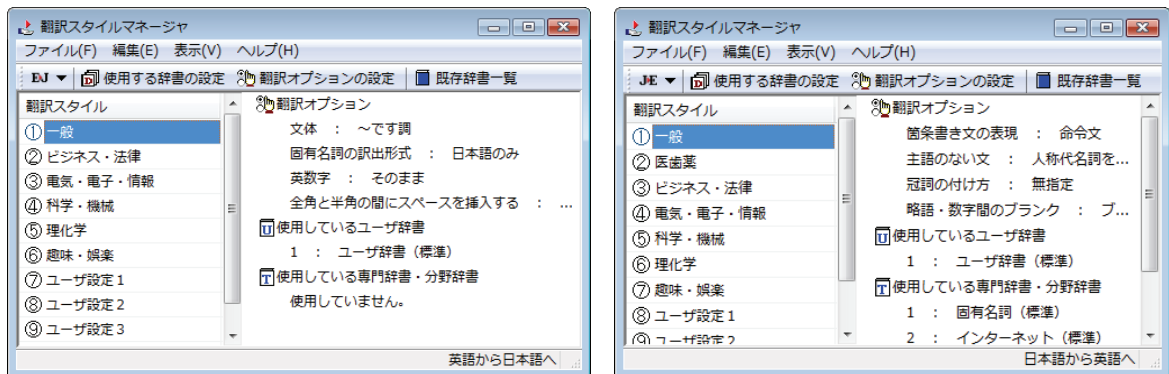 翻訳スタイルマネージャ
ファイル(F) 編集(E) 表示(V) ヘルプ(H)
EJ ▼ 使用する辞書の設定 翻訳オプションの設定 既存辞書一覧
翻訳スタイル
① 一般
② ビジネス・法律
③ 電気・電子・情報
④ 科学・機械
⑤ 理化学
⑥ 趣味・娯楽
⑦ ユーザ設定1
⑧ ユーザ設定2
⑨ ユーザ設定3
翻訳オプション
文体 : ～です調
固有名詞の訳出形式 : 日本語のみ
英数字 : そのまま
全角と半角の間にスペースを挿入する : ...
U 使用しているユーザ辞書
1 : ユーザ辞書（標準）
T 使用している専門辞書・分野辞書
使用していません。
英語から日本語へ
翻訳スタイルマネージャ
ファイル(F) 編集(E) 表示(V) ヘルプ(H)
JE ▼ 使用する辞書の設定 翻訳オプションの設定 既存辞書一覧
翻訳スタイル
① 一般
② 医歯薬
③ ビジネス・法律
④ 電気・電子・情報
⑤ 科学・機械
⑥ 理化学
⑦ 趣味・娯楽
⑧ ユーザ設定1
⑨ ユーザ設定2
翻訳オプション
箇条書き文の表現 : 命令文
主語のない文 : 人称代名詞を...
冠詞の付け方 : 無指定
略語・数字間のブランク : ブ...
U 使用しているユーザ辞書
1 : ユーザ辞書（標準）
T 使用している専門辞書・分野辞書
1 : 固有名詞（標準）
2 : インターネット（標準）
日本語から英語へ